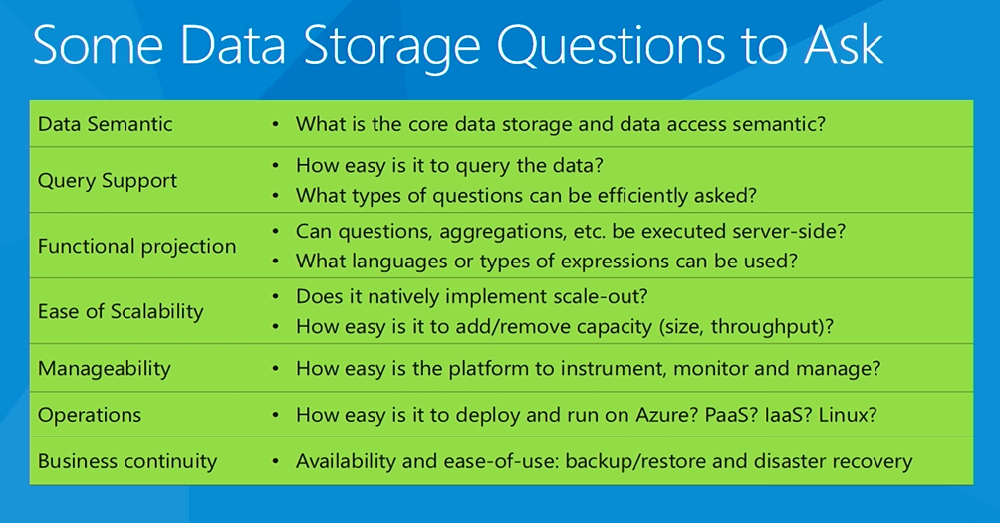 Some Data Storage Questions to Ask
Data Semantic
• What is the core data storage and data access semantic?
Query Support
• How easy is it to query the data?
• What types of questions can be efficiently asked?
Functional projection
• Can questions, aggregations, etc. be executed server-side?
• What languages or types of expressions can be used?
Ease of Scalability
• Does it natively implement scale-out?
• How easy is it to add/remove capacity (size, throughput)?
Manageability
• How easy is the platform to instrument, monitor and manage?
Operations
• How easy is it to deploy and run on Azure? PaaS? IaaS? Linux?
Business continuity
• Availability and ease-of-use: backup/restore and disaster recovery